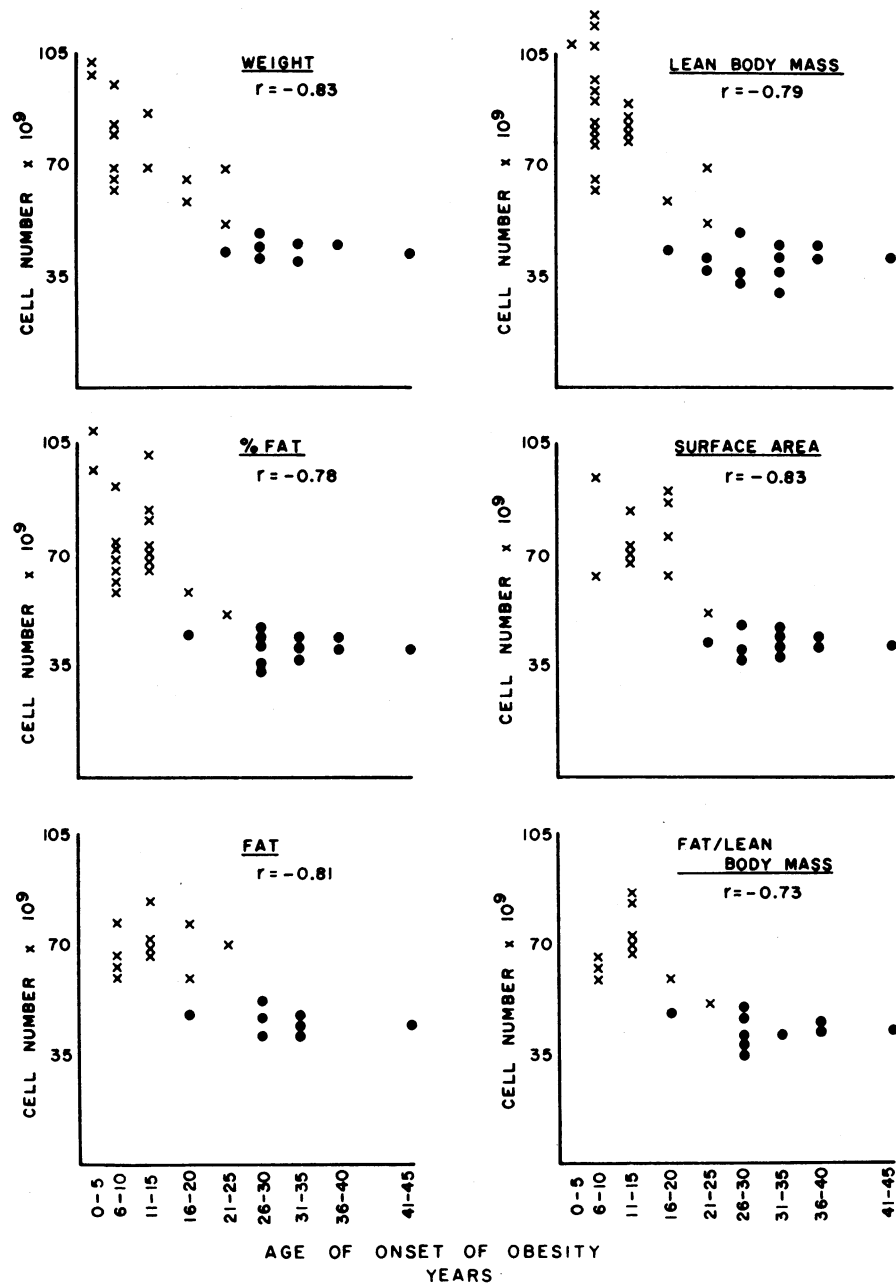 WEIGHT
r = -0.83
105
70
35
CELL NUMBER x 10⁹
LEAN BODY MASS
r = -0.79
105
70
35
CELL NUMBER x 10⁹
% FAT
r = -0.78
105
70
35
CELL NUMBER x 10⁹
SURFACE AREA
r = -0.83
105
70
35
CELL NUMBER x 10⁹
FAT
r = -0.81
105
70
35
CELL NUMBER x 10⁹
FAT/LEAN
BODY MASS
r = -0.73
105
70
35
CELL NUMBER x 10⁹
0-5
6-10
11-15
16-20
21-25
26-30
31-35
36-40
41-45
0-5
6-10
11-15
16-20
21-25
26-30
31-35
36-40
41-45
AGE OF ONSET OF OBESITY
YEARS